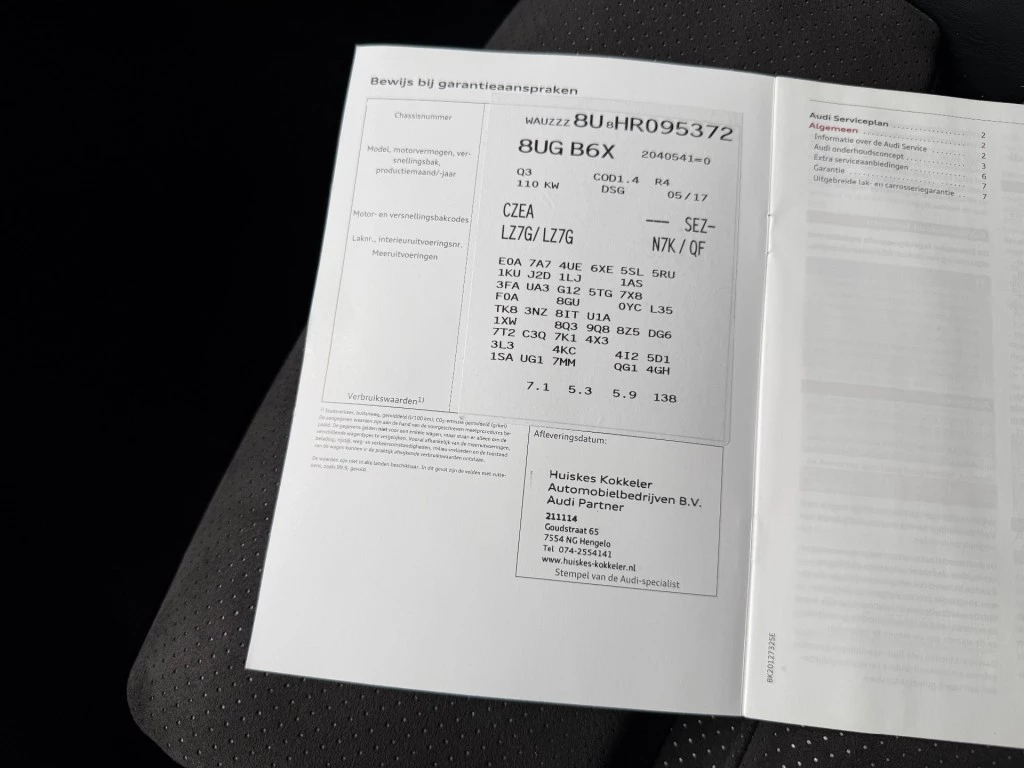 Bewijs bij garantieaanspraken
Chassisnummer
WAUZZZ 8U 8 HR095372
Model, motorvermogen, ver-
snellingsbak,
productiemaand/-jaar
8UG B6X 2040541=0
Q3 COD1.4 R4
110 KW DSG 05/17
Motor- en versnellingsbakcodes
CZEA --- SEZ-
Laknr., interieuruitvoeringsnr.
LZ7G/LZ7G N7K / QF
Meeruitvoeringen
E0A 7A7 4UE 6XE 5SL 5RU
1KU J2D 1LJ 1AS
3FA UA3 G12 5TG 7X8
F0A 8GU 0YC L35
TK8 3NZ 8IT U1A
1XW 8Q3 9Q8 8Z5 DG6
7T2 C3Q 7K1 4X3
3L3 4KC 4I2 5D1
1SA UG1 7MM QG1 4GH
Verbruikswaarden1)
7.1 5.3 5.9 138
Afleveringsdatum:
Huiskes Kokkeler
Automobielbedrijven B.V.
Audi Partner
211114
Goudstraat 65
7554 NG Hengelo
Tel 074-2554141
www.huiskes-kokkeler.nl
Stempel van de Audi-specialist
Audi Serviceplan 2
Algemeen 2
Informatie over de Audi Service 2
Audi onderhoudsconcept 3
Extra serviceaanbiedingen 6
Garantie 7
Uitgebreide lak- en carrosseriegarantie 7